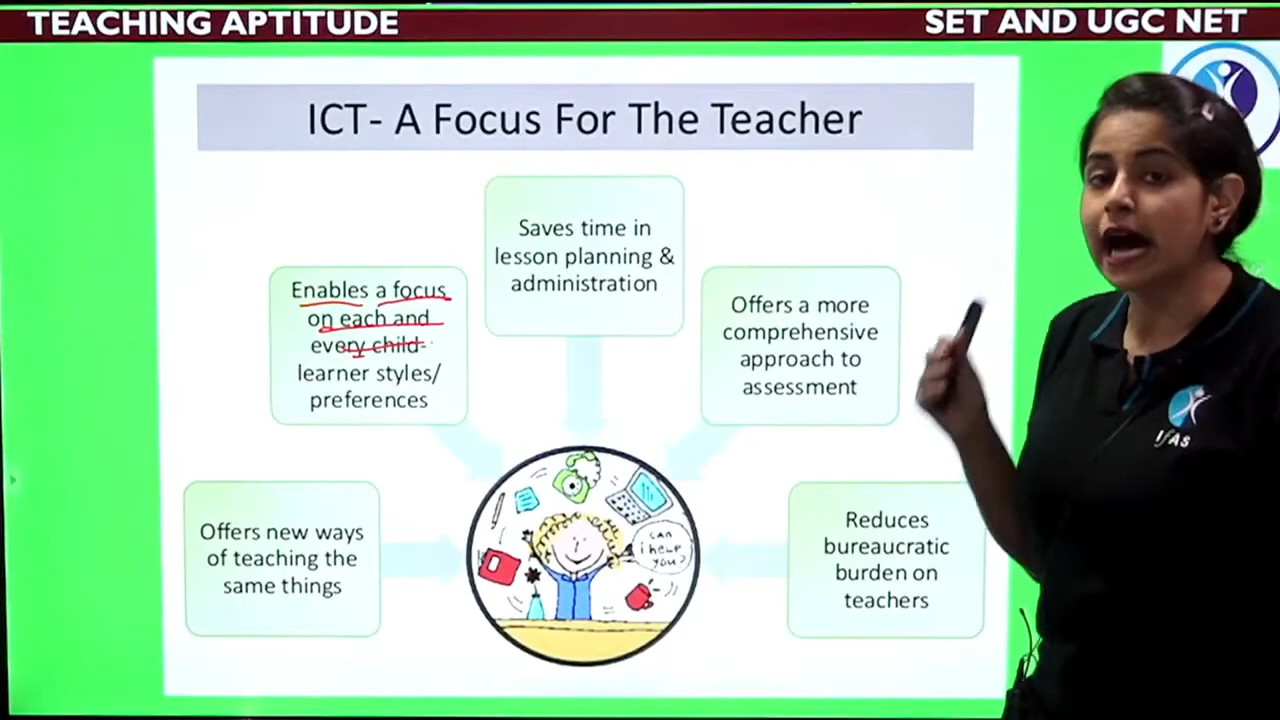 TEACHING APTITUDE
SET AND UGC NET
ICT- A Focus For The Teacher
Saves time in
lesson planning &
administration
Enables a focus
on each and
every child-
learner styles/
preferences
Offers a more
comprehensive
approach to
assessment
Offers new ways
of teaching the
same things
CAN
i HELP
YOU?
Reduces
bureaucratic
burden on
teachers
IfAS